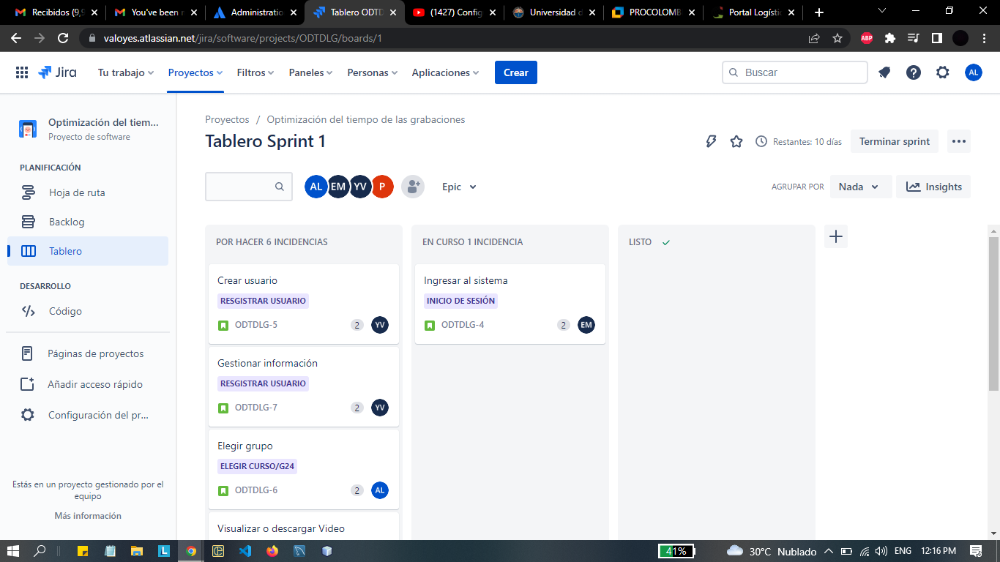 Recibidos (9,9
You've been n
Administratio
Tablero ODTD
(1427) Config
Universidad d
PROCOLOMB
Portal Logísti
valoyes.atlassian.net/jira/software/projects/ODTDLG/boards/1
ABP
Jira
Tu trabajo
Proyectos
Filtros
Paneles
Personas
Aplicaciones
Crear
Buscar
AL
Optimización del tiem...
Proyecto de software
PLANIFICACIÓN
Hoja de ruta
Backlog
Tablero
DESARROLLO
Código
Páginas de proyectos
Añadir acceso rápido
Configuración del pr...
Estás en un proyecto gestionado por el
equipo
Más información
Proyectos / Optimización del tiempo de las grabaciones
Tablero Sprint 1
Restantes: 10 días
Terminar sprint
AL EM YV P
Epic
AGRUPAR POR
Nada
Insights
POR HACER 6 INCIDENCIAS
Crear usuario
RESGISTRAR USUARIO
ODTDLG-5 2 YV
Gestionar información
RESGISTRAR USUARIO
ODTDLG-7 2 YV
Elegir grupo
ELEGIR CURSO/G24
ODTDLG-6 2 AL
Visualizar o descargar Video
EN CURSO 1 INCIDENCIA
Ingresar al sistema
INICIO DE SESIÓN
ODTDLG-4 2 EM
LISTO
41%
30°C Nublado
ENG
12:16 PM